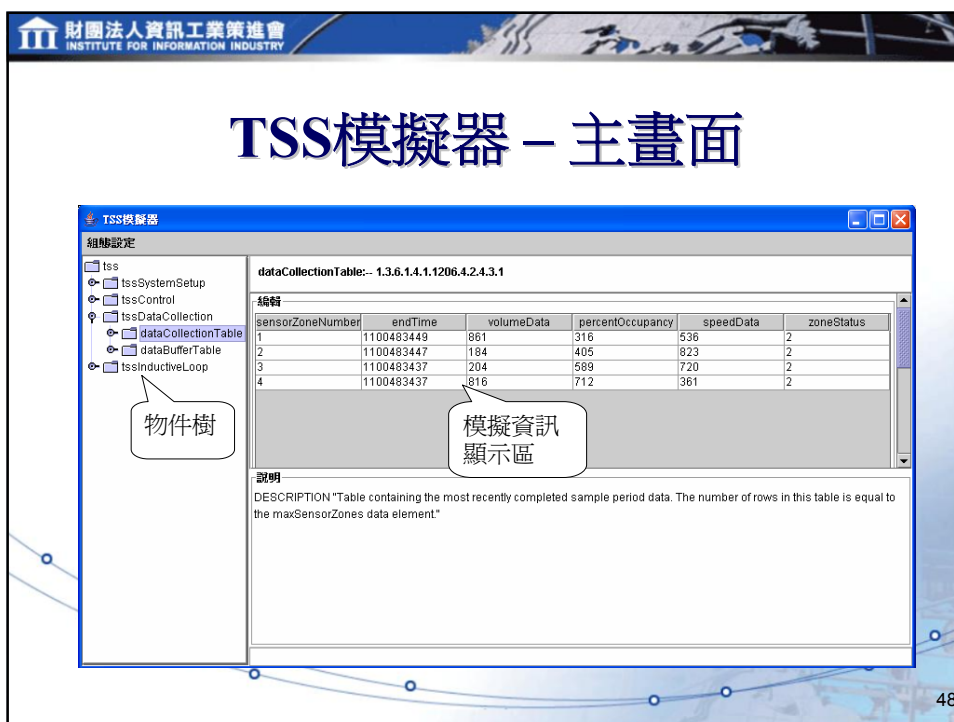 財團法人資訊工業策進會
INSTITUTE FOR INFORMATION INDUSTRY
TSS模擬器 – 主畫面
TSS模擬器
組態設定
tss
tssSystemSetup
tssControl
tssDataCollection
dataCollectionTable
dataBufferTable
tssInductiveLoop
物件樹
dataCollectionTable:-- 1.3.6.1.4.1.1206.4.2.4.3.1
編輯
sensorZoneNumber endTime volumeData percentOccupancy speedData zoneStatus
1 1100483449 861 316 536 2
2 1100483447 184 405 823 2
3 1100483437 204 589 720 2
4 1100483437 816 712 361 2
模擬資訊
顯示區
說明
DESCRIPTION "Table containing the most recently completed sample period data. The number of rows in this table is equal to
the maxSensorZones data element."
48